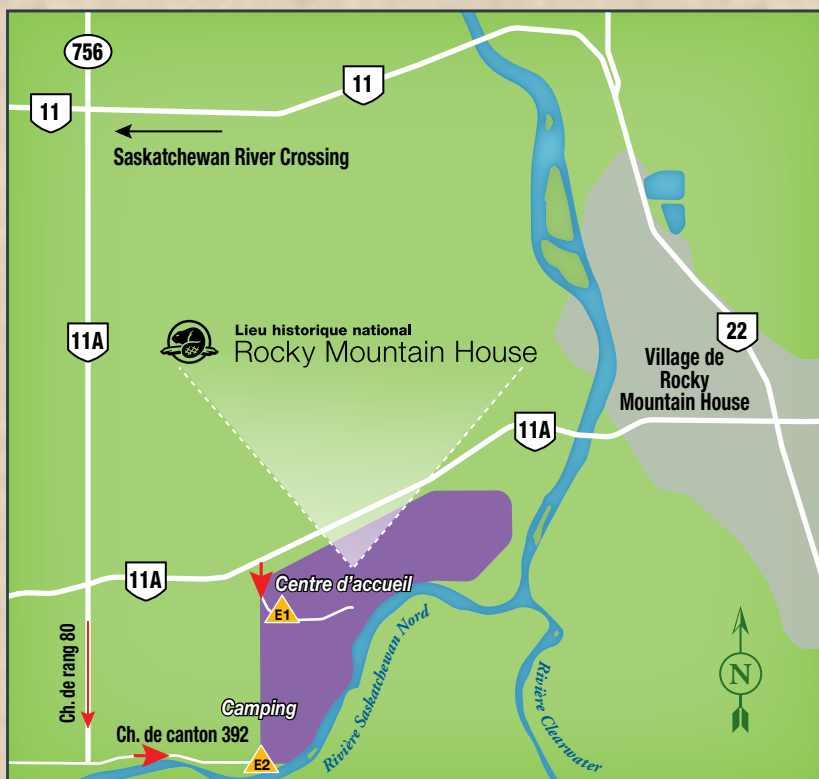 756
11
11
Saskatchewan River Crossing
11A
Lieu historique national
Rocky Mountain House
22
Village de
Rocky
Mountain House
11A
11A
Centre d'accueil
E1
Ch. de rang 80
Rivière Saskatchewan Nord
Rivière Clearwater
N
Camping
Ch. de canton 392
E2